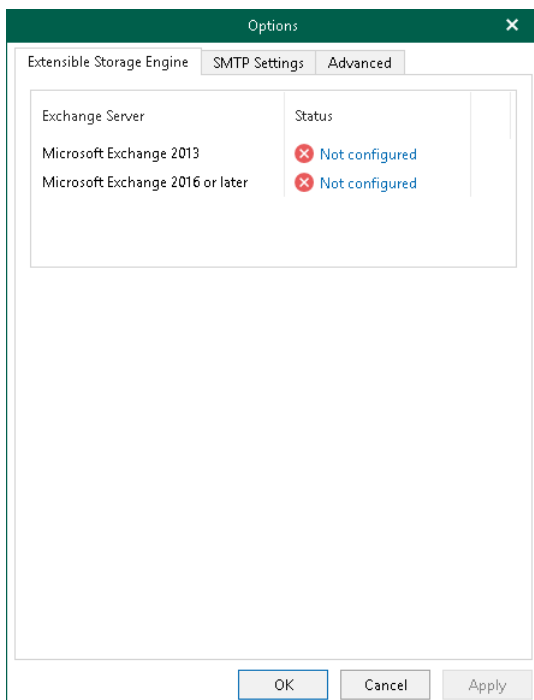 Options
Extensible Storage Engine SMTP Settings Advanced
Exchange Server Status
Microsoft Exchange 2013 Not configured
Microsoft Exchange 2016 or later Not configured
OK Cancel Apply